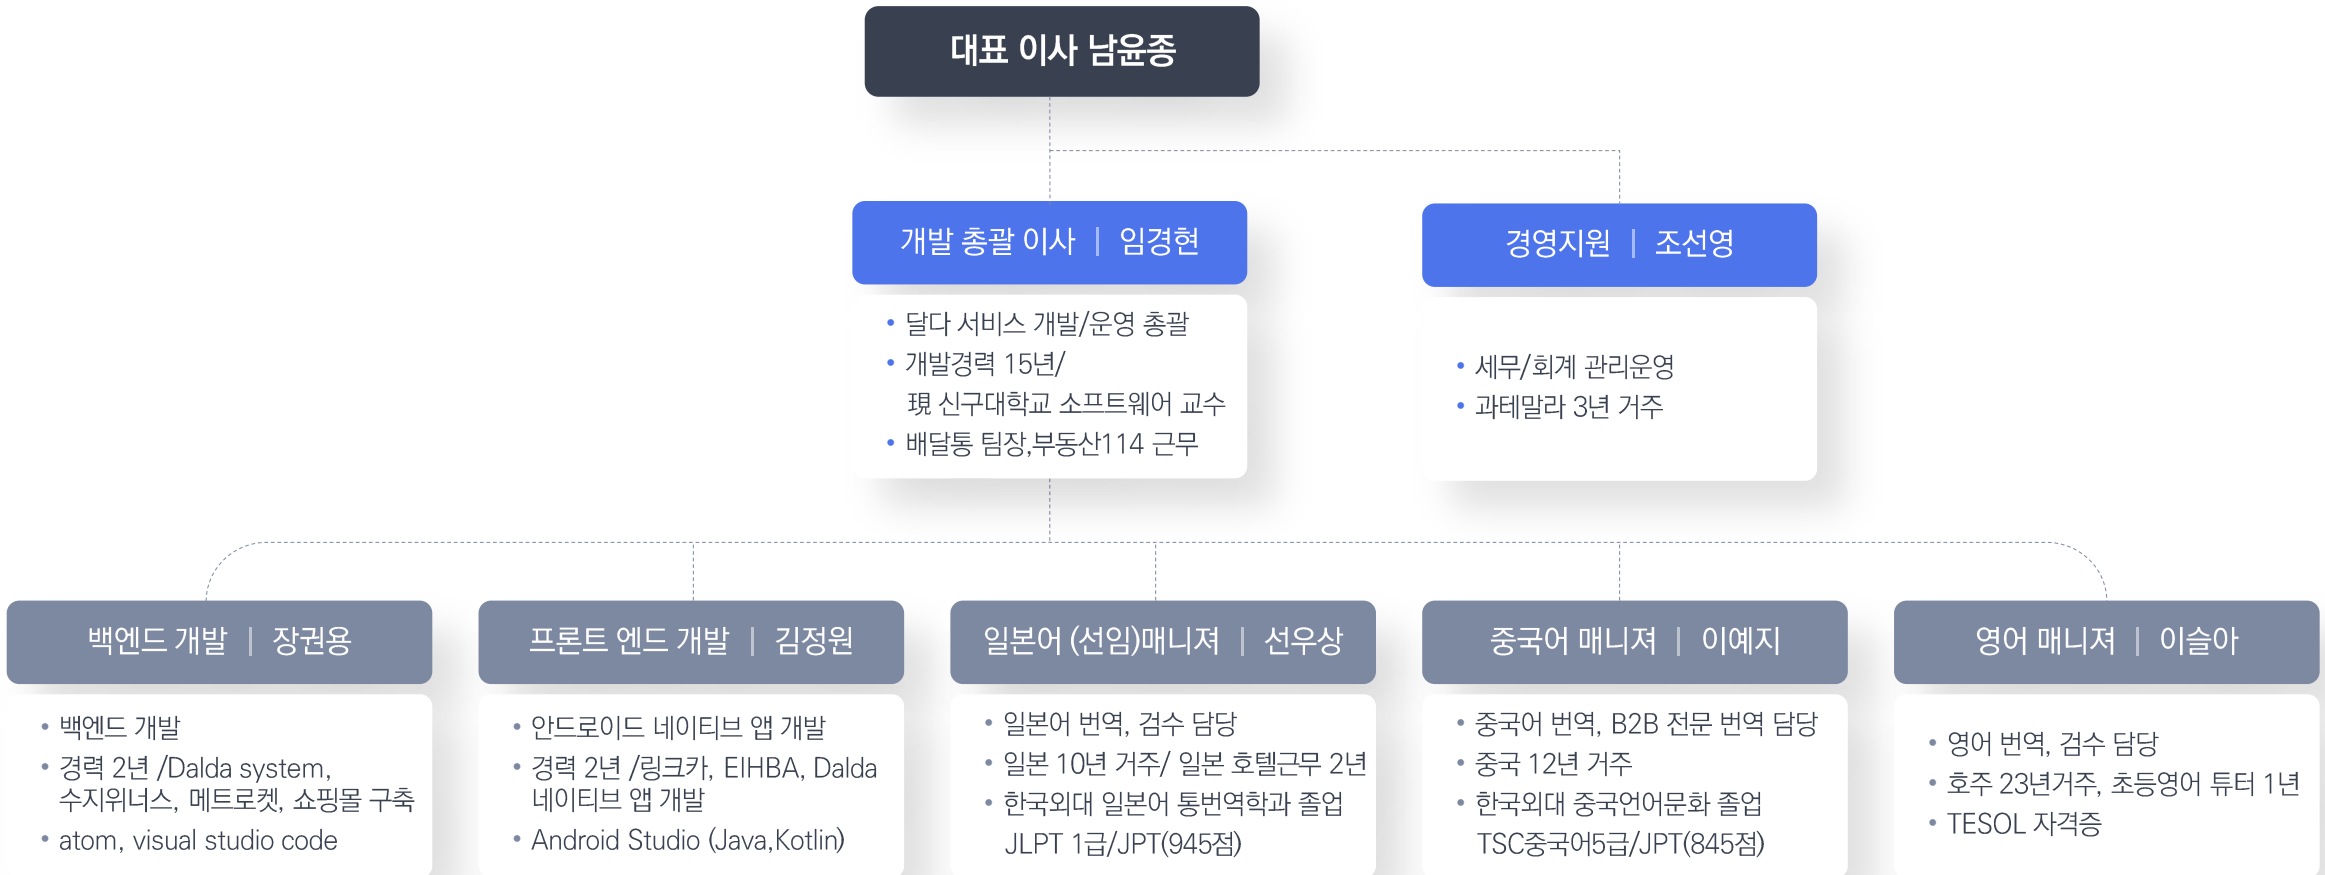 대표 이사 남윤종
개발 총괄 이사 | 임경현
• 달다 서비스 개발/운영 총괄
• 개발경력 15년/
現 신구대학교 소프트웨어 교수
• 배달통 팀장,부동산114 근무
경영지원 | 조선영
• 세무/회계 관리운영
• 과테말라 3년 거주
백엔드 개발 | 장권용
• 백엔드 개발
• 경력 2년 /Dalda system,
수지위너스, 메트로켓, 쇼핑몰 구축
• atom, visual studio code
프론트 엔드 개발 | 김정원
• 안드로이드 네이티브 앱 개발
• 경력 2년 /링크카, EIHBA, Dalda
네이티브 앱 개발
• Android Studio (Java,Kotlin)
일본어 (선임)매니져 | 선우상
• 일본어 번역, 검수 담당
• 일본 10년 거주/ 일본 호텔근무 2년
• 한국외대 일본어 통번역학과 졸업
JLPT 1급/JPT(945점)
중국어 매니져 | 이예지
• 중국어 번역, B2B 전문 번역 담당
• 중국 12년 거주
• 한국외대 중국언어문화 졸업
TSC중국어5급/JPT(845점)
영어 매니져 | 이슬아
• 영어 번역, 검수 담당
• 호주 23년거주, 초등영어 튜터 1년
• TESOL 자격증